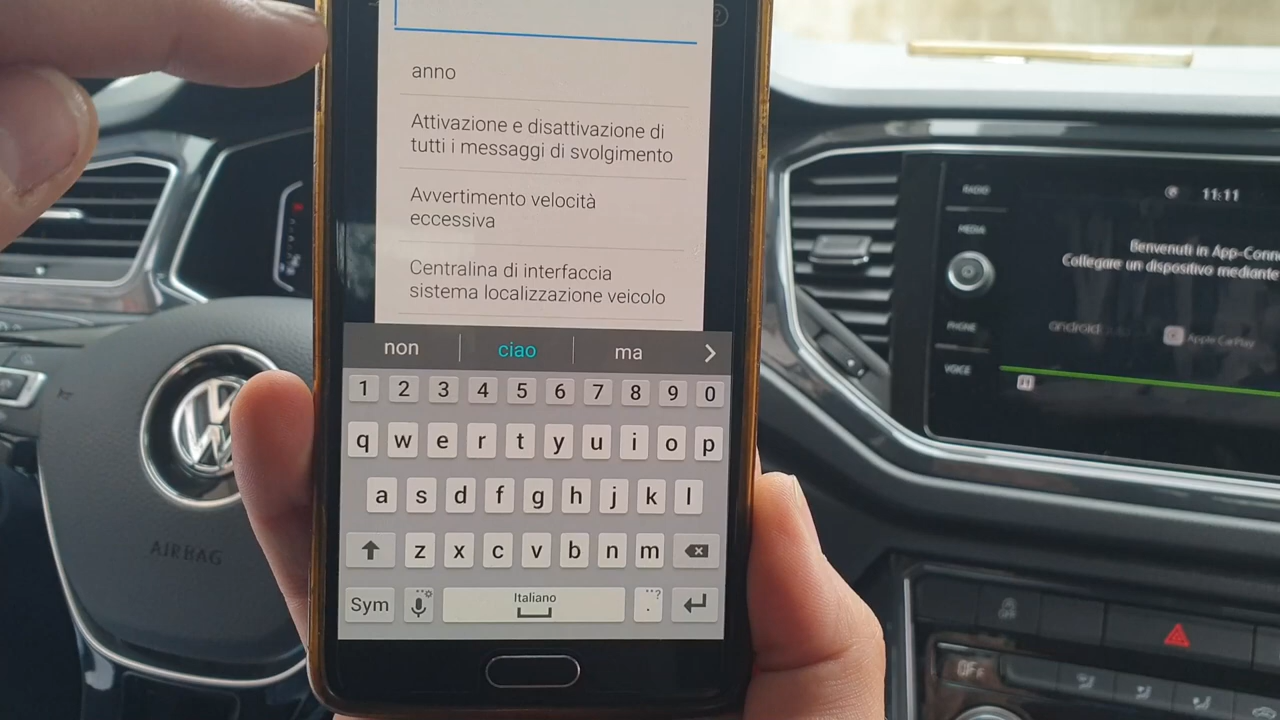 anno
Attivazione e disattivazione di
tutti i messaggi di svolgimento
Avvertimento velocità
eccessiva
Centralina di interfaccia
sistema localizzazione veicolo
non ciao ma
1 2 3 4 5 6 7 8 9 0
q w e r t y u i o p
a s d f g h j k l
z x c v b n m
Sym Italiano . ?
AIRBAG
RADIO
11:11
MEDIA
Benvenuti in
Collegare un dispositivo mediante
PHONE
android
Apple CarPlay
VOICE
OFF